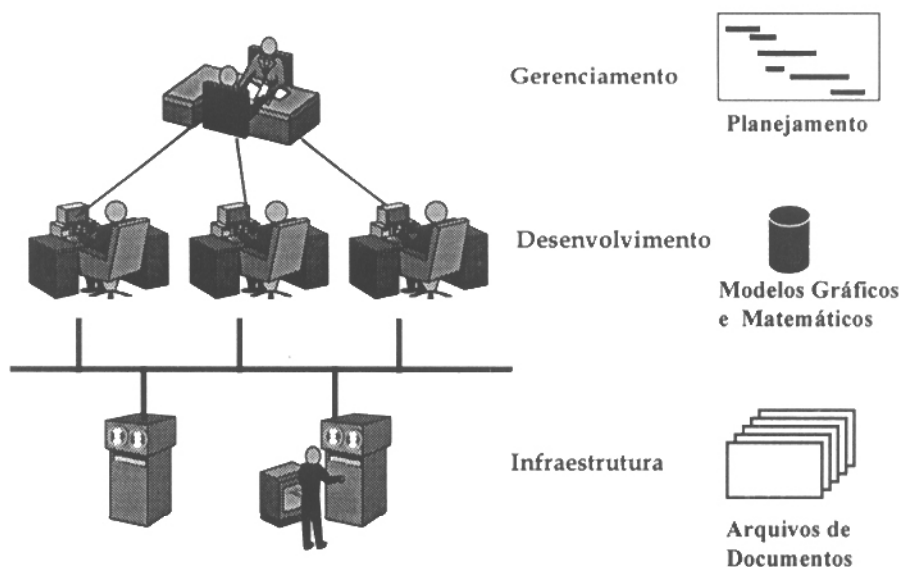 Gerenciamento
Planejamento
Desenvolvimento
Modelos Gráficos
e Matemáticos
Infraestrutura
Arquivos de
Documentos